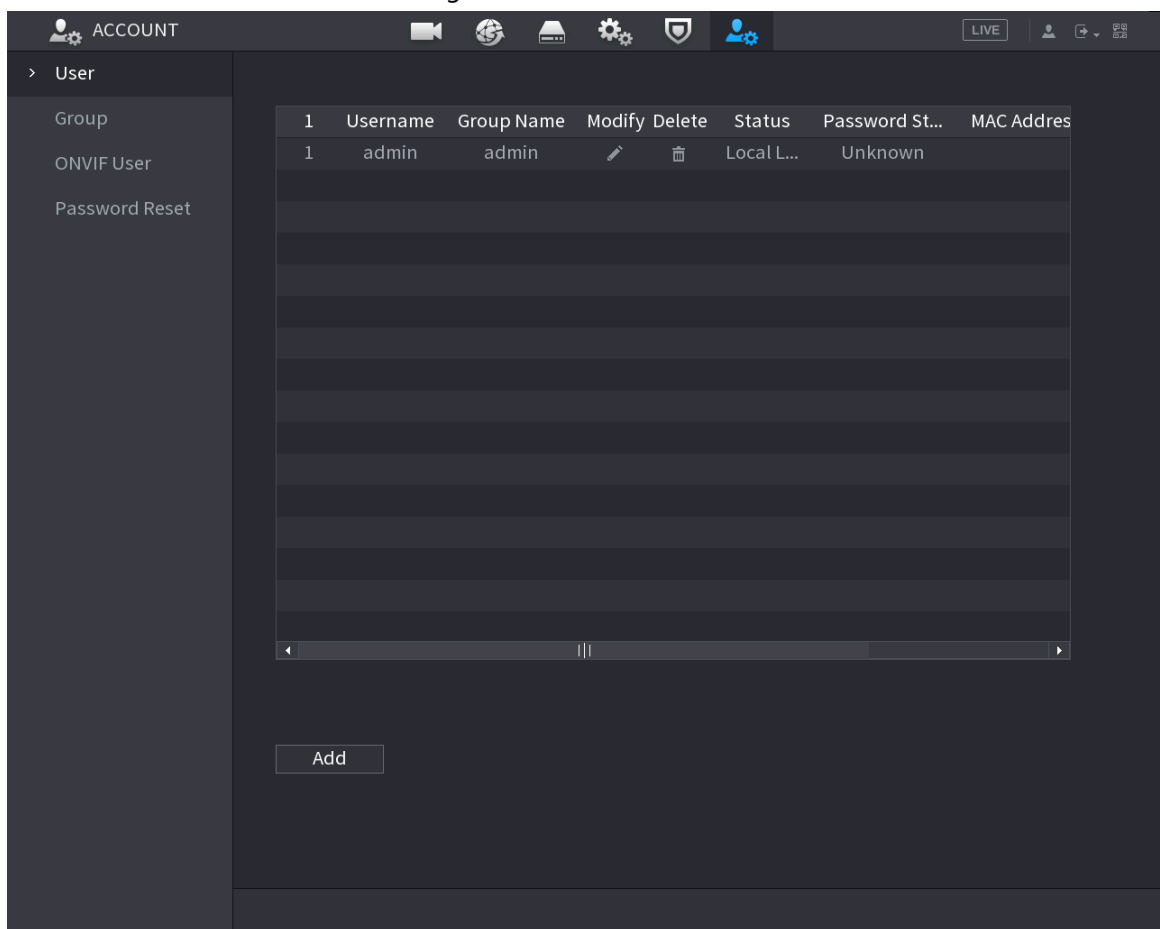 ACCOUNT LIVE
User
Group
ONVIF User
Password Reset
1 Username Group Name Modify Delete Status Password St... MAC Addres
1 admin admin Local L... Unknown
Add